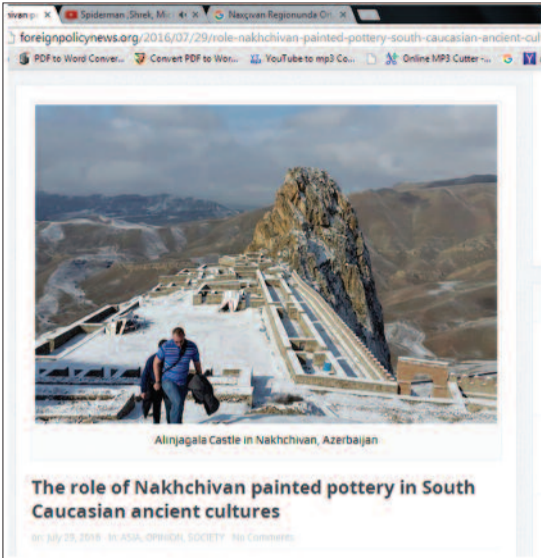 Spiderman ,Shrek, Mic
Naxçıvan Regionunda Or
foreignpolicynews.org/2016/07/29/role-nakhchivan-painted-pottery-south-caucasian-ancient-cul
PDF to Word Conver...
Convert PDF to Wor...
YouTube to mp3 Co...
Online MP3 Cutter -...
Alinjagala Castle in Nakhchivan, Azerbaijan
The role of Nakhchivan painted pottery in South
Caucasian ancient cultures
on July 29, 2016 In ASIA, OPINION, SOCIETY No Comments